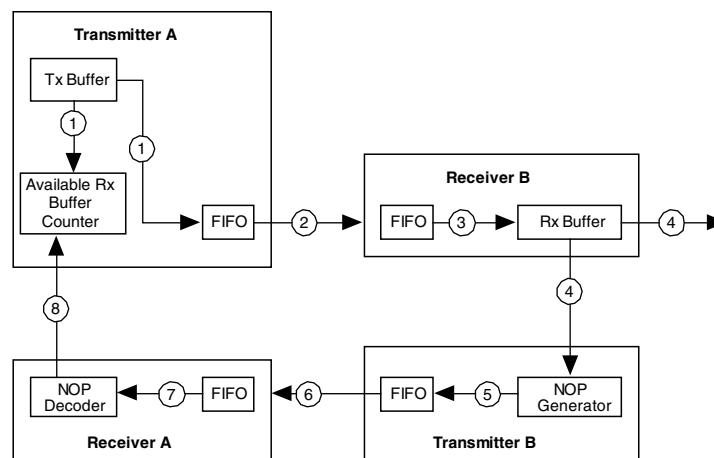 Transmitter A
Tx Buffer
1
1
Available Rx
Buffer
Counter
FIFO
2
Receiver B
FIFO
3
Rx Buffer
4
4
8
NOP
Decoder
7
FIFO
6
FIFO
5
NOP
Generator
Receiver A
Transmitter B